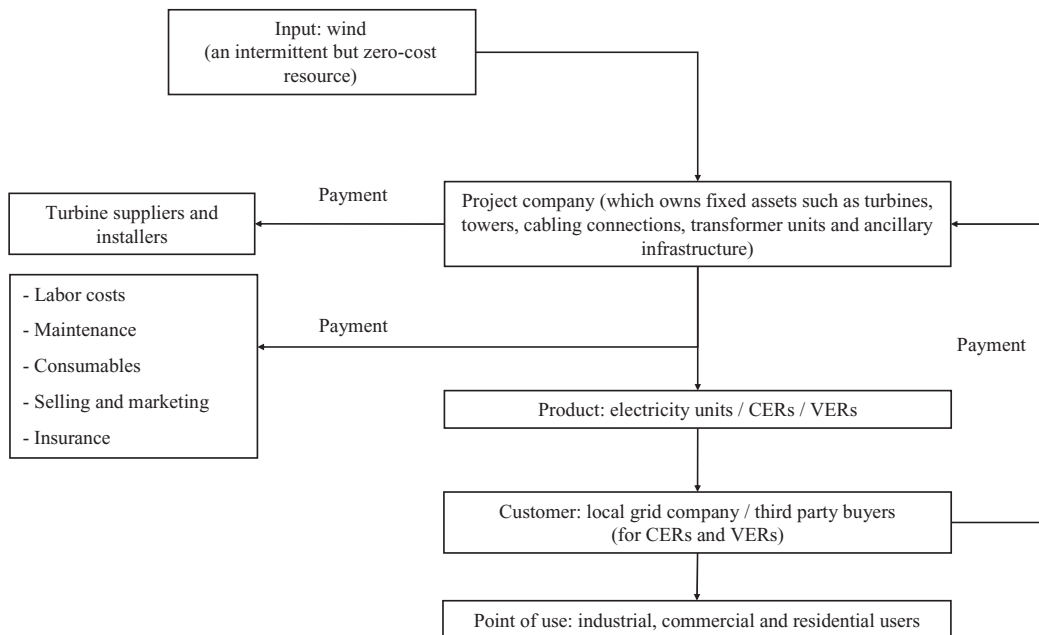 Input: wind
(an intermittent but zero-cost
resource)
Payment
Project company (which owns fixed assets such as turbines,
towers, cabling connections, transformer units and ancillary
infrastructure)
Turbine suppliers and
installers
- Labor costs
- Maintenance
- Consumables
- Selling and marketing
- Insurance
Payment
Payment
Product: electricity units / CERs / VERs
Customer: local grid company / third party buyers
(for CERs and VERs)
Point of use: industrial, commercial and residential users